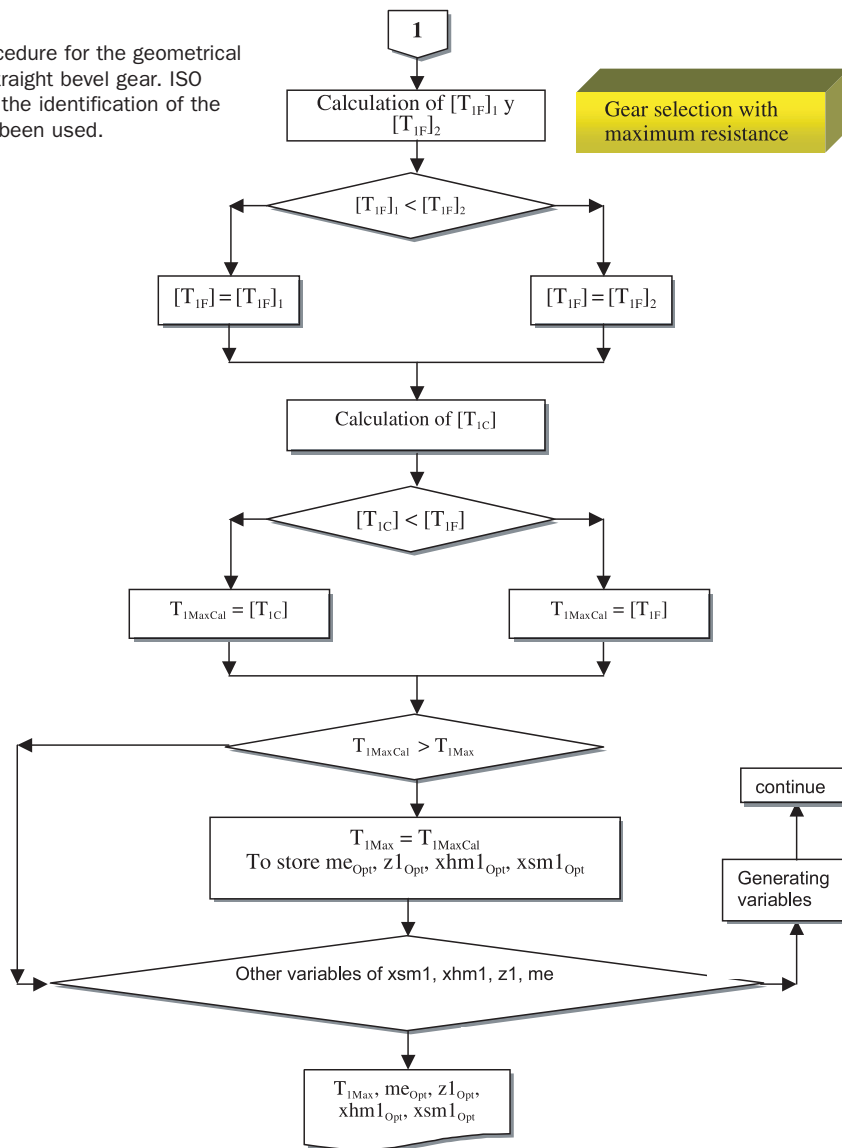 1
cedure for the geometrical
traight bevel gear. ISO
the identification of the
been used.
Calculation of [T1F]1 y
[T1F]2
Gear selection with
maximum resistance
[T1F]1 < [T1F]2
[T1F] = [T1F]1
[T1F] = [T1F]2
Calculation of [T1C]
[T1C] < [T1F]
T1MaxCal = [T1C]
T1MaxCal = [T1F]
T1MaxCal > T1Max
continue
T1Max = T1MaxCal
To store meOpt, z1Opt, xhm1Opt, xsm1Opt
Generating
variables
Other variables of xsm1, xhm1, z1, me
T1Max, meOpt, z1Opt,
xhm1Opt, xsm1Opt